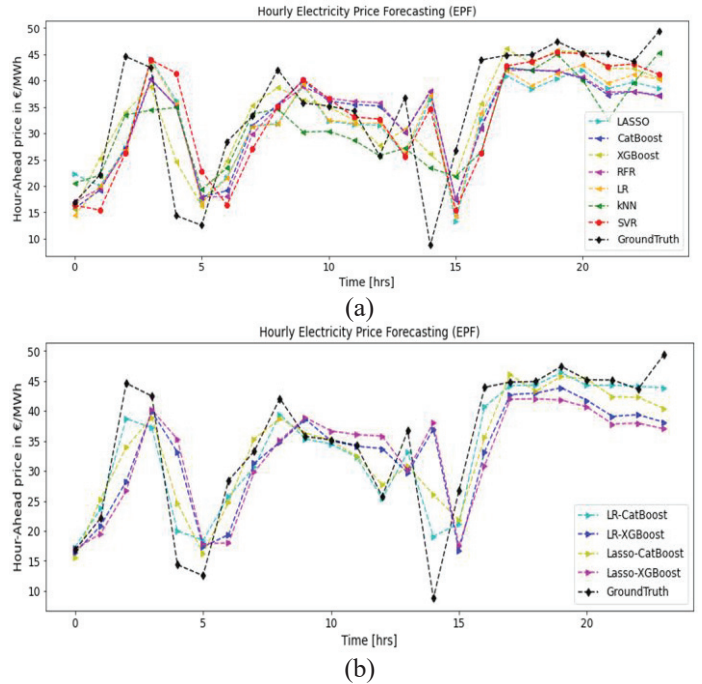 Hourly Electricity Price Forecasting (EPF)
Hour-Ahead price in €/MWh
50
45
40
35
30
25
20
15
10
LASSO
CatBoost
XGBoost
RFR
LR
kNN
SVR
GroundTruth
0
5
10
15
20
Time [hrs]
(a)
Hourly Electricity Price Forecasting (EPF)
Hour-Ahead price in €/MWh
50
45
40
35
30
25
20
15
10
LR-CatBoost
LR-XGBoost
Lasso-CatBoost
Lasso-XGBoost
GroundTruth
0
5
10
15
20
Time [hrs]
(b)